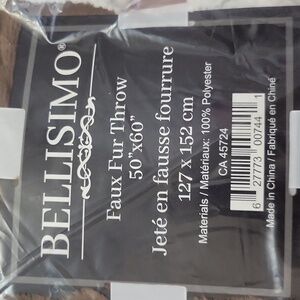 BELLISIMO®
Faux Fur Throw
50"x60"
Jeté en fausse fourrure
127 x 152 cm
Materials / Matériaux: 100% Polyester
CA 45724
6 27773 00744 1
Made in China / Fabriqué en Chine